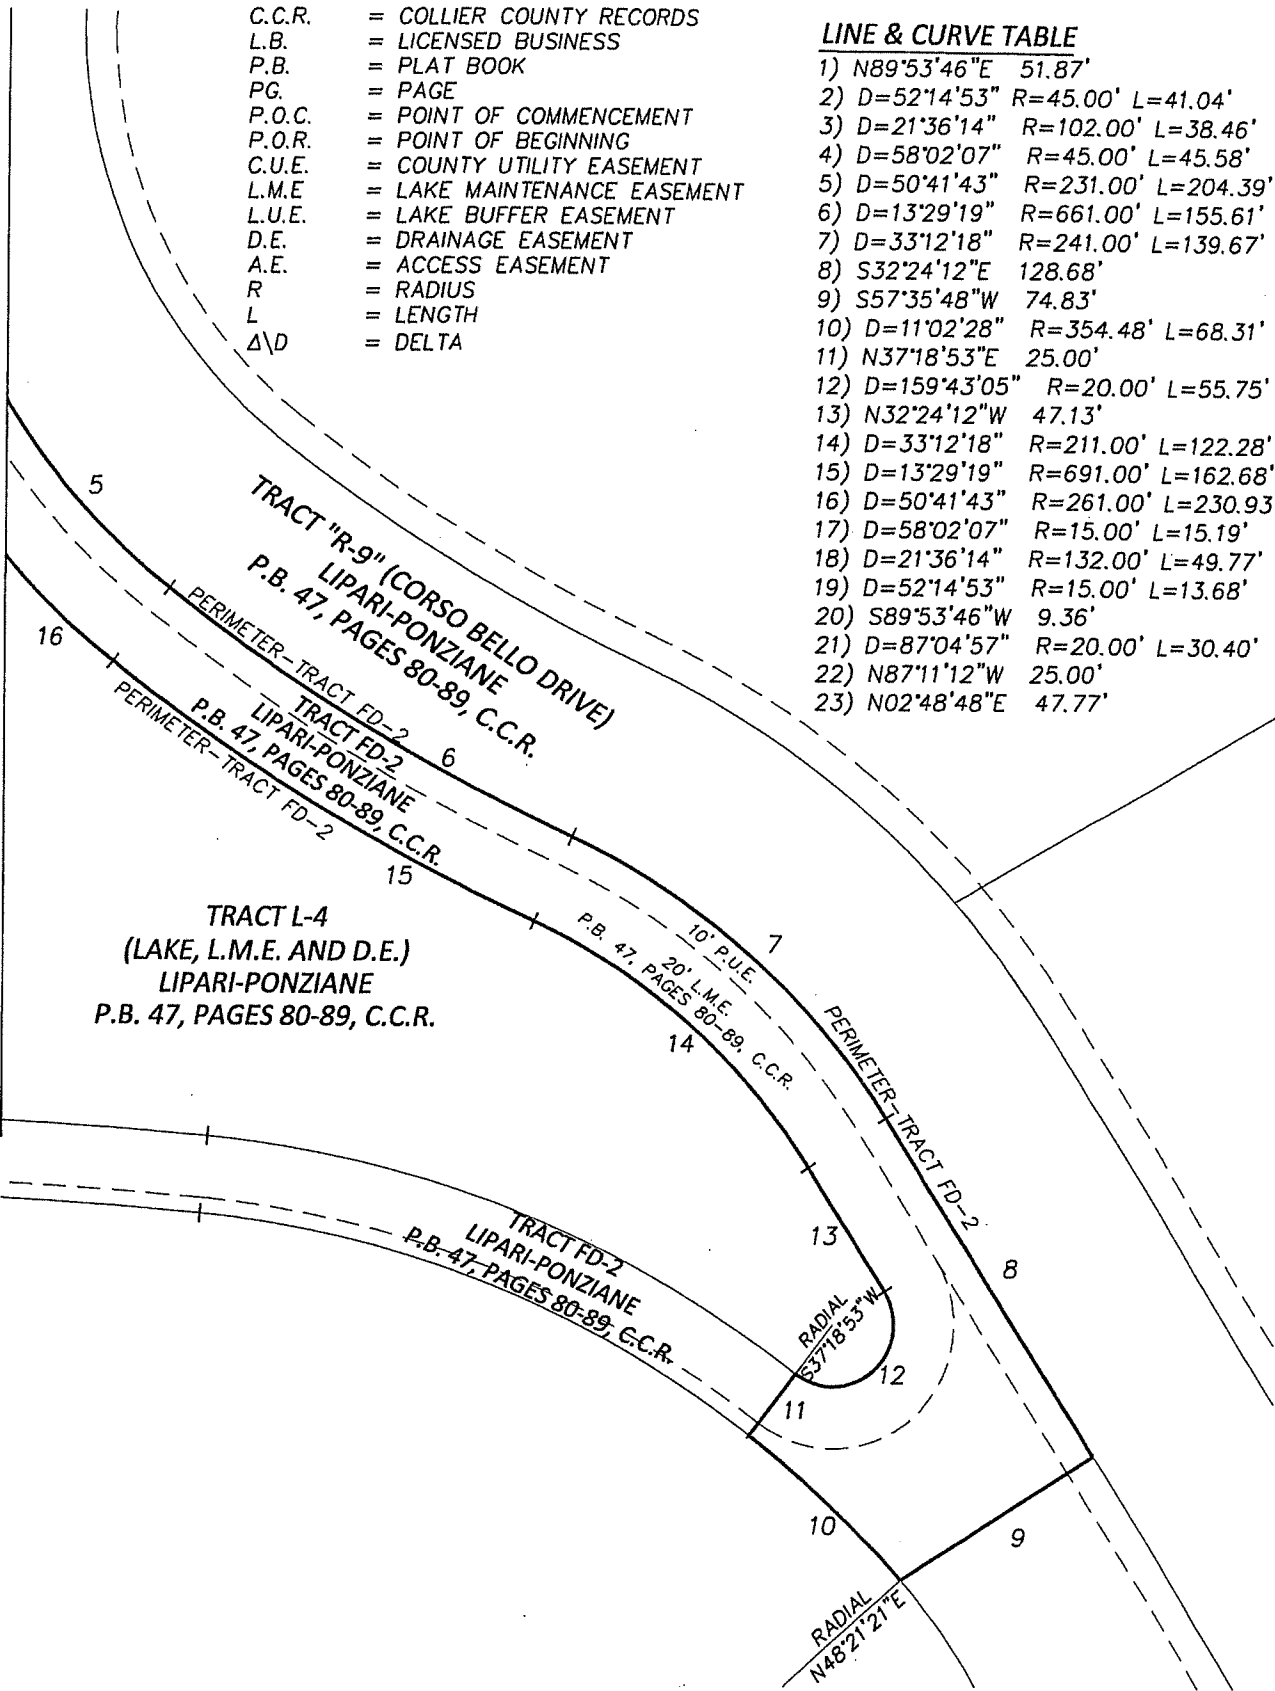 C.C.R. = COLLIER COUNTY RECORDS
L.B. = LICENSED BUSINESS
P.B. = PLAT BOOK
PG. = PAGE
P.O.C. = POINT OF COMMENCEMENT
P.O.R. = POINT OF BEGINNING
C.U.E. = COUNTY UTILITY EASEMENT
L.M.E = LAKE MAINTENANCE EASEMENT
L.U.E. = LAKE BUFFER EASEMENT
D.E. = DRAINAGE EASEMENT
A.E. = ACCESS EASEMENT
R = RADIUS
L = LENGTH
Δ\D = DELTA
LINE & CURVE TABLE
1) N89°53'46"E 51.87'
2) D=52°14'53" R=45.00' L=41.04'
3) D=21°36'14" R=102.00' L=38.46'
4) D=58°02'07" R=45.00' L=45.58'
5) D=50°41'43" R=231.00' L=204.39'
6) D=13°29'19" R=661.00' L=155.61'
7) D=33°12'18" R=241.00' L=139.67'
8) S32°24'12"E 128.68'
9) S57°35'48"W 74.83'
10) D=11°02'28" R=354.48' L=68.31'
11) N37°18'53"E 25.00'
12) D=159°43'05" R=20.00' L=55.75'
13) N32°24'12"W 47.13'
14) D=33°12'18" R=211.00' L=122.28'
15) D=13°29'19" R=691.00' L=162.68'
16) D=50°41'43" R=261.00' L=230.93
17) D=58°02'07" R=15.00' L=15.19'
18) D=21°36'14" R=132.00' L=49.77'
19) D=52°14'53" R=15.00' L=13.68'
20) S89°53'46"W 9.36'
21) D=87°04'57" R=20.00' L=30.40'
22) N87°11'12"W 25.00'
23) N02°48'48"E 47.77'
5
TRACT "R-9" (CORSO BELLO DRIVE)
LIPARI-PONZIANE
P.B. 47, PAGES 80-89, C.C.R.
16
PERIMETER-TRACT FD-2
6
TRACT FD-2
LIPARI-PONZIANE
P.B. 47, PAGES 80-89, C.C.R.
PERIMETER-TRACT FD-2
15
TRACT L-4
(LAKE, L.M.E. AND D.E.)
LIPARI-PONZIANE
P.B. 47, PAGES 80-89, C.C.R.
7
10' P.U.E.
20' L.M.E.
P.B. 47, PAGES 80-89, C.C.R.
14
PERIMETER-TRACT FD-2
13
8
TRACT FD-2
LIPARI-PONZIANE
P.B. 47, PAGES 80-89, C.C.R.
RADIAL
S37°18'53"W
12
11
10
9
RADIAL
N48°21'21"E